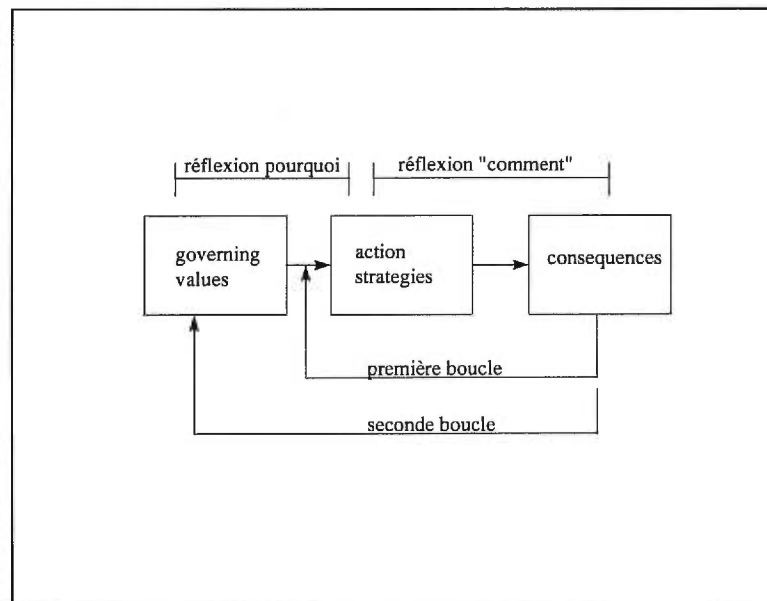 réflexion pourquoi
réflexion "comment"
governing
values
action
strategies
consequences
première boucle
seconde boucle